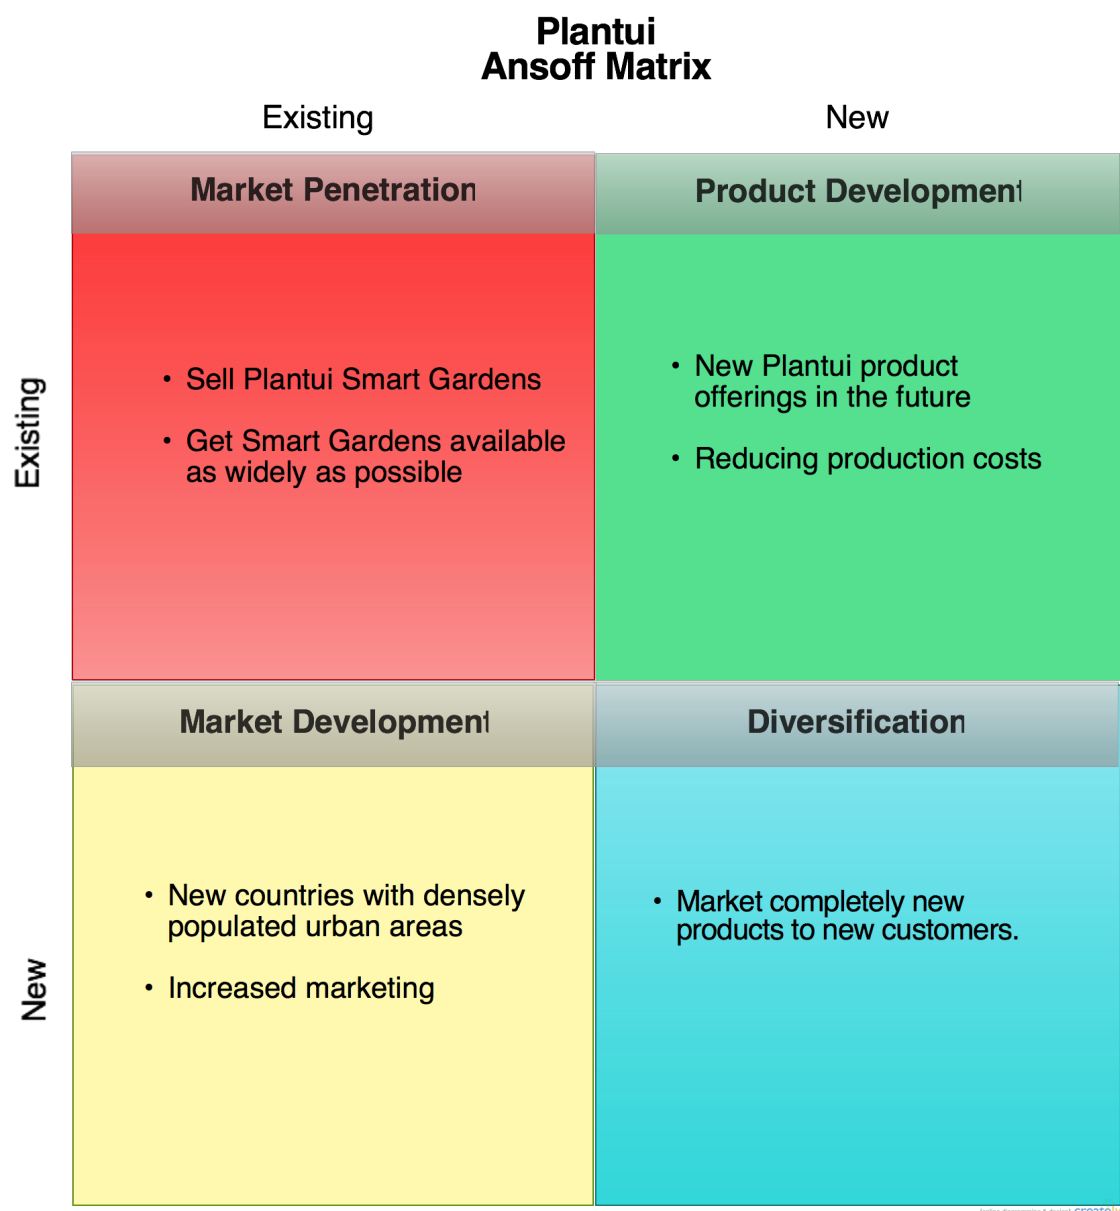 Plantui
Ansoff Matrix
Existing
New
Market Penetration
Product Development
Existing
• Sell Plantui Smart Gardens
• Get Smart Gardens available
as widely as possible
• New Plantui product
offerings in the future
• Reducing production costs
Market Development
Diversification
New
• New countries with densely
populated urban areas
• Increased marketing
• Market completely new
products to new customers.